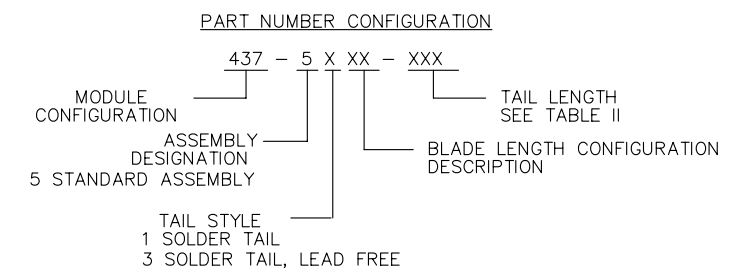 PART NUMBER CONFIGURATION
437 - 5 X XX - XXX
MODULE
CONFIGURATION
TAIL LENGTH
SEE TABLE II
ASSEMBLY
DESIGNATION
5 STANDARD ASSEMBLY
BLADE LENGTH CONFIGURATION
DESCRIPTION
TAIL STYLE
1 SOLDER TAIL
3 SOLDER TAIL, LEAD FREE